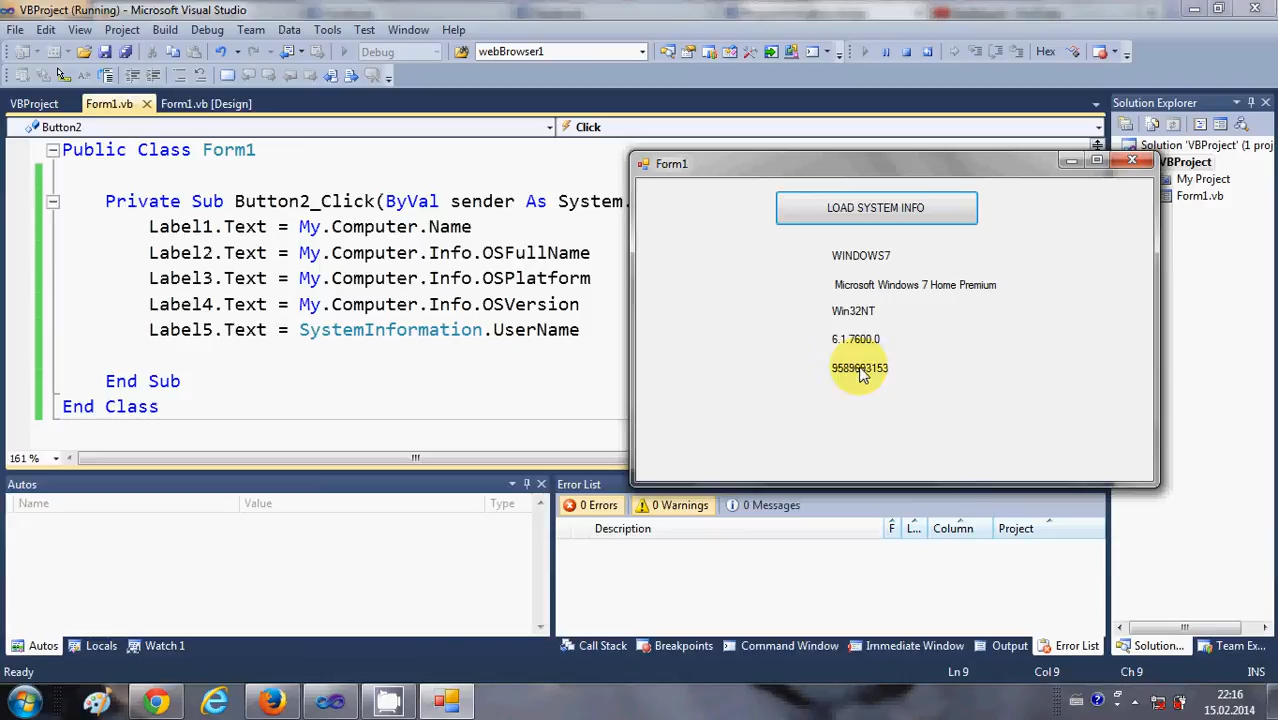 VBProject (Running) - Microsoft Visual Studio
File Edit View Project Build Debug Team Data Tools Test Window Help
Debug webBrowser1 Hex
VBProject Form1.vb Form1.vb [Design] Solution Explorer
Button2 Click
Solution 'VBProject' (1 proj
VBProject
My Project
Form1.vb
Public Class Form1
Private Sub Button2_Click(ByVal sender As System.
Label1.Text = My.Computer.Name
Label2.Text = My.Computer.Info.OSFullName
Label3.Text = My.Computer.Info.OSPlatform
Label4.Text = My.Computer.Info.OSVersion
Label5.Text = SystemInformation.UserName
End Sub
End Class
161 %
Form1
LOAD SYSTEM INFO
WINDOWS7
Microsoft Windows 7 Home Premium
Win32NT
6.1.7600.0
9589693153
Autos
Name Value Type
Error List
0 Errors 0 Warnings 0 Messages
Description F L... Column Project
Autos Locals Watch 1 Call Stack Breakpoints Command Window Immediate Window Output Error List Solution... Team Ex...
Ready Ln 9 Col 9 Ch 9 INS
22:16
15.02.2014